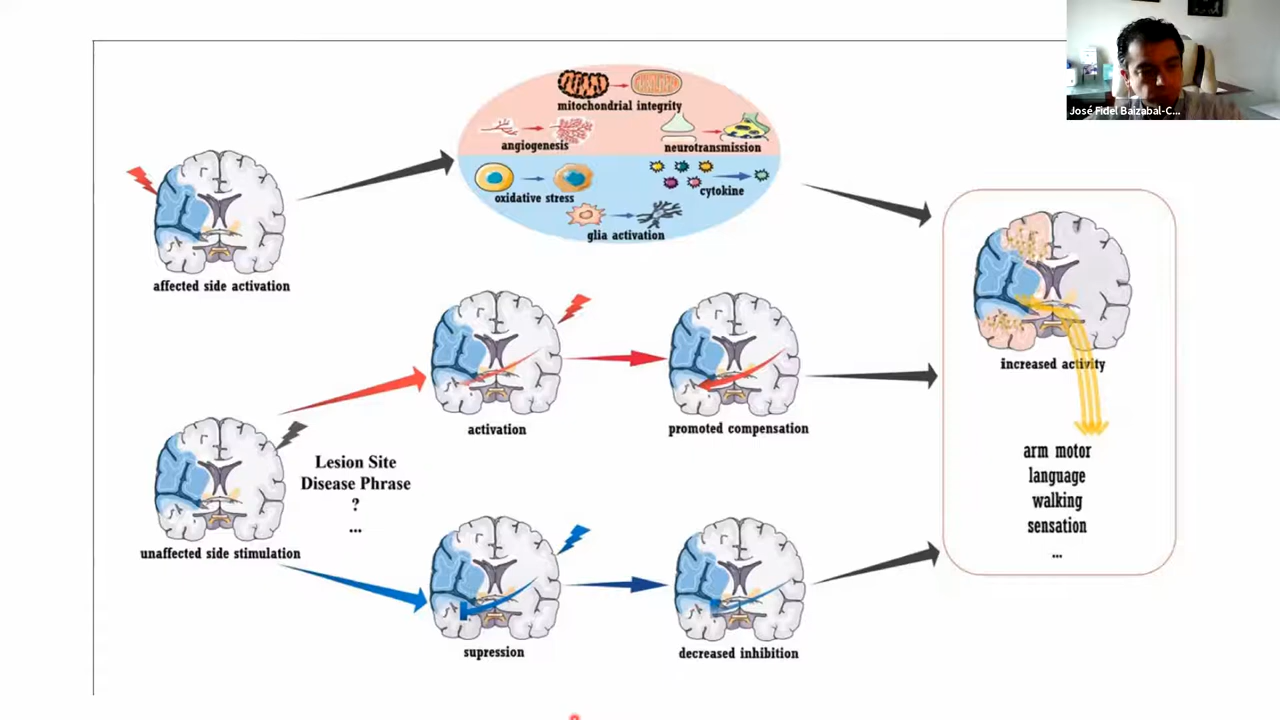 José Fidel Baizabal-C...
mitochondrial integrity
angiogenesis
neurotransmission
oxidative stress
cytokine
glia activation
affected side activation
increased activity
activation
promoted compensation
arm motor
language
walking
sensation
...
Lesion Site
Disease Phrase
?
...
unaffected side stimulation
supression
decreased inhibition